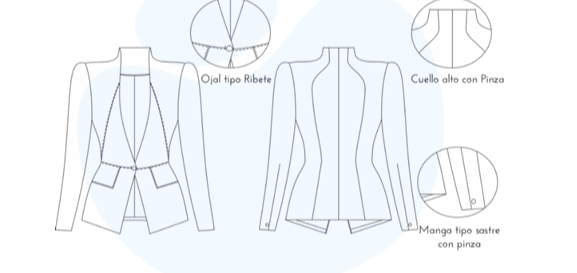 Ojal tipo Ribete
Cuello alto con Pinza
Manga tipo sastre
con pinza